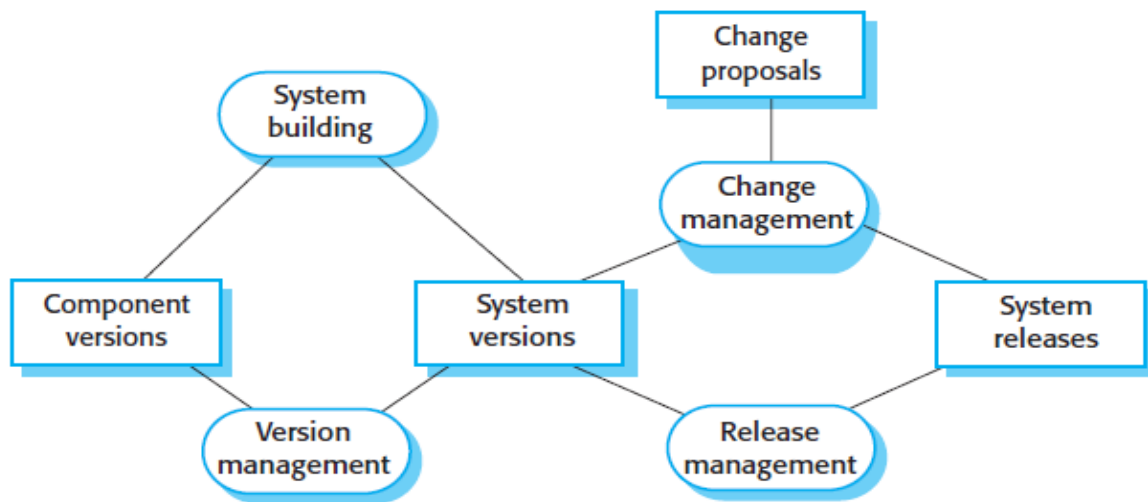 Change
proposals
System
building
Change
management
Component
versions
System
versions
System
releases
Version
management
Release
management